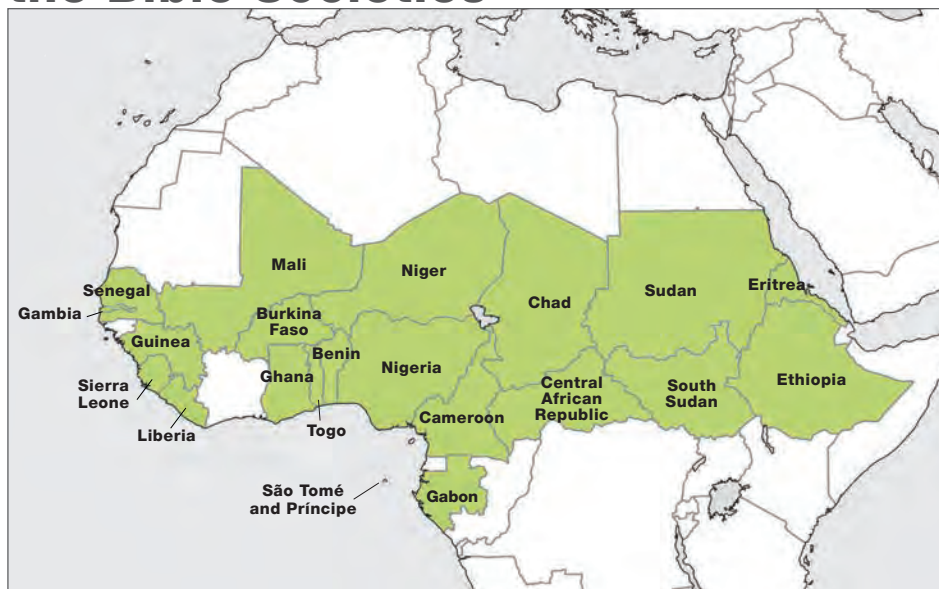 the Bible Societies
Mali
Niger
Senegal
Chad
Sudan
Eritrea
Gambia
Burkina
Faso
Guinea
Benin
Nigeria
Ghana
Ethiopia
Sierra
Leone
Central
African
Republic
South
Sudan
Cameroon
Liberia
Togo
São Tomé
and Príncipe
Gabon